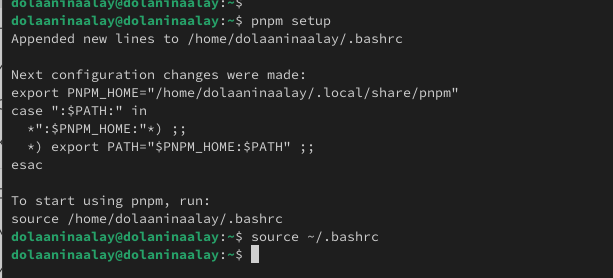 dolaaninaalay@dolaninaalay:~$
dolaaninaalay@dolaninaalay:~$ pnpm setup
Appended new lines to /home/dolaaninaalay/.bashrc

Next configuration changes were made:
export PNPM_HOME="/home/dolaaninaalay/.local/share/pnpm"
case ":$PATH:" in
  *":$PNPM_HOME:"*) ;;
  *) export PATH="$PNPM_HOME:$PATH" ;;
esac

To start using pnpm, run:
source /home/dolaaninaalay/.bashrc
dolaaninaalay@dolaninaalay:~$ source ~/.bashrc
dolaaninaalay@dolaninaalay:~$